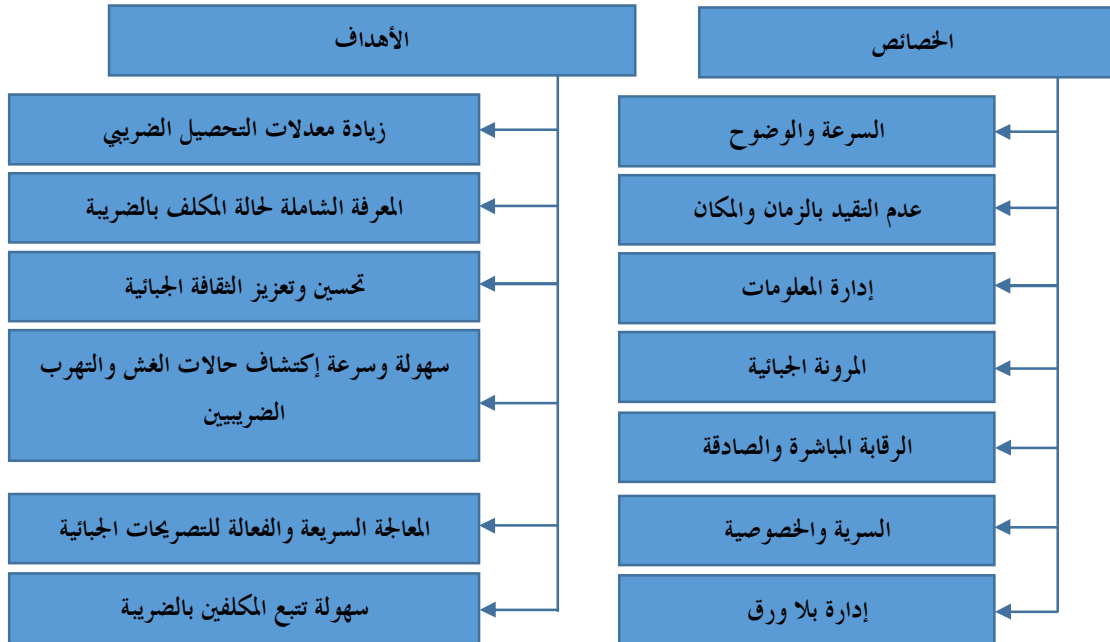 الخصائص
السرعة والوضوح
عدم التقيد بالزمان والمكان
إدارة المعلومات
المرونة الجبائية
الرقابة المباشرة والصادقة
السرية والخصوصية
إدارة بلا ورق
الأهداف
زيادة معدلات التحصيل الضريبي
المعرفة الشاملة لحالة المكلف بالضريبة
تحسين وتعزيز الثقافة الجبائية
سهولة وسرعة إكتشاف حالات الغش والتهرب
الضريبيين
المعالجة السريعة والفعالة للتصريحات الجبائية
سهولة تتبع المكلفين بالضريبة